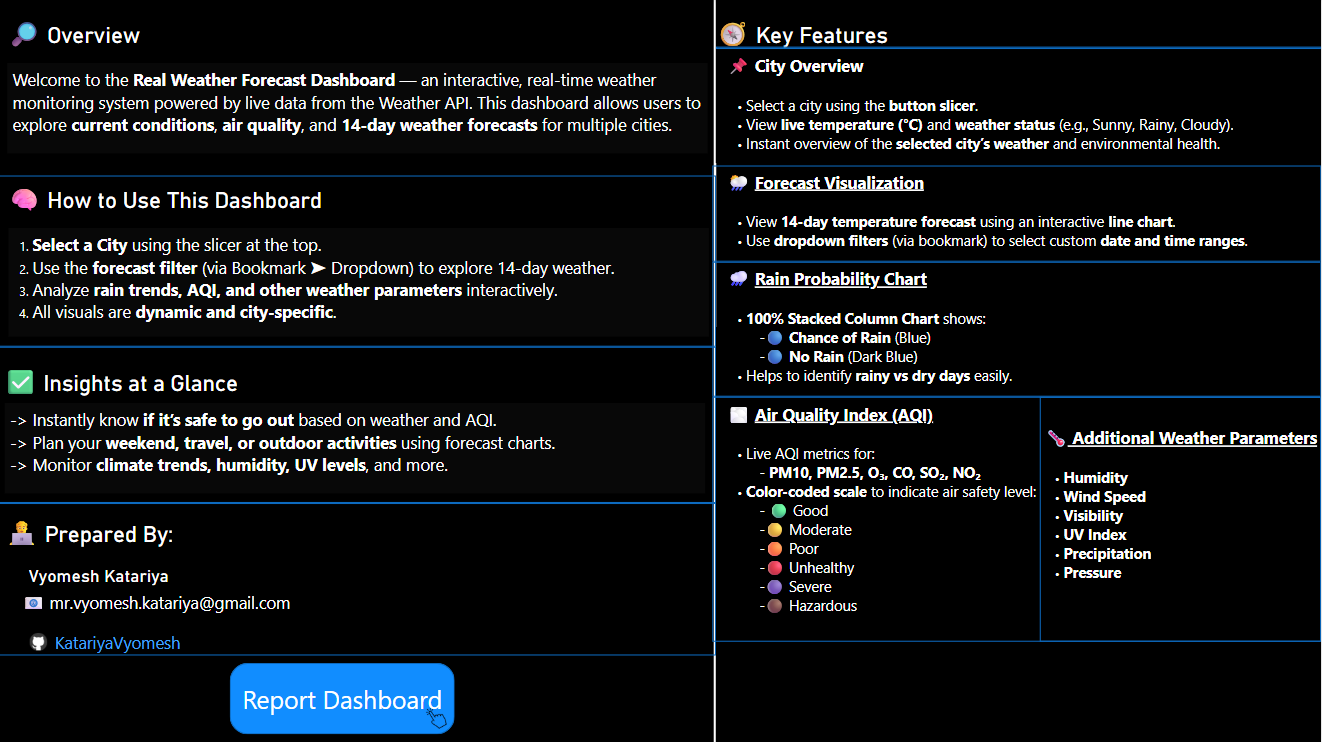 Overview
Welcome to the Real Weather Forecast Dashboard — an interactive, real-time weather
monitoring system powered by live data from the Weather API. This dashboard allows users to
explore current conditions, air quality, and 14-day weather forecasts for multiple cities.
How to Use This Dashboard
1. Select a City using the slicer at the top.
2. Use the forecast filter (via Bookmark ➤ Dropdown) to explore 14-day weather.
3. Analyze rain trends, AQI, and other weather parameters interactively.
4. All visuals are dynamic and city-specific.
Insights at a Glance
-> Instantly know if it's safe to go out based on weather and AQI.
-> Plan your weekend, travel, or outdoor activities using forecast charts.
-> Monitor climate trends, humidity, UV levels, and more.
Prepared By:
Vyomesh Katariya
mr.vyomesh.katariya@gmail.com
KatariyaVyomesh
Report Dashboard
Key Features
City Overview
• Select a city using the button slicer.
• View live temperature (°C) and weather status (e.g., Sunny, Rainy, Cloudy).
• Instant overview of the selected city's weather and environmental health.
Forecast Visualization
• View 14-day temperature forecast using an interactive line chart.
• Use dropdown filters (via bookmark) to select custom date and time ranges.
Rain Probability Chart
• 100% Stacked Column Chart shows:
- Chance of Rain (Blue)
- No Rain (Dark Blue)
• Helps to identify rainy vs dry days easily.
Air Quality Index (AQI)
• Live AQI metrics for:
- PM10, PM2.5, O₃, CO, SO₂, NO₂
• Color-coded scale to indicate air safety level:
- Good
- Moderate
- Poor
- Unhealthy
- Severe
- Hazardous
Additional Weather Parameters
• Humidity
• Wind Speed
• Visibility
• UV Index
• Precipitation
• Pressure